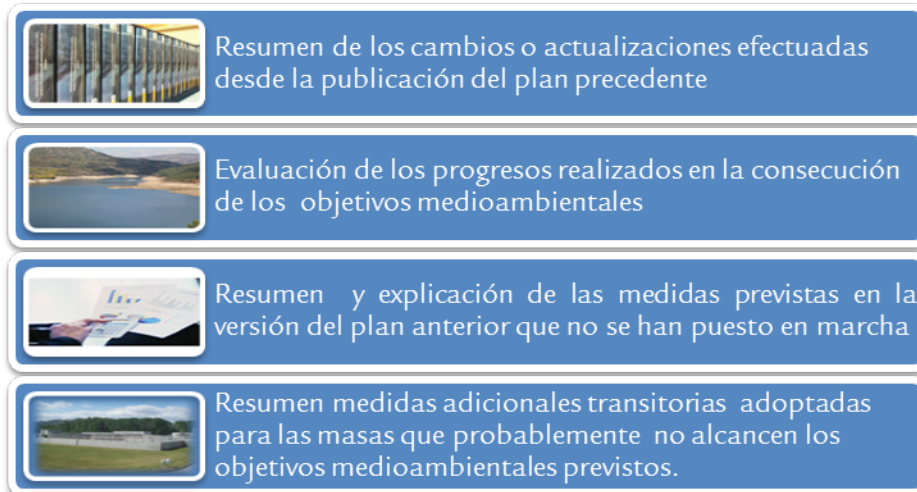 Resumen de los cambios o actualizaciones efectuadas
desde la publicación del plan precedente
Evaluación de los progresos realizados en la consecución
de los objetivos medioambientales
Resumen y explicación de las medidas previstas en la
versión del plan anterior que no se han puesto en marcha
Resumen medidas adicionales transitorias adoptadas
para las masas que probablemente no alcancen los
objetivos medioambientales previstos.